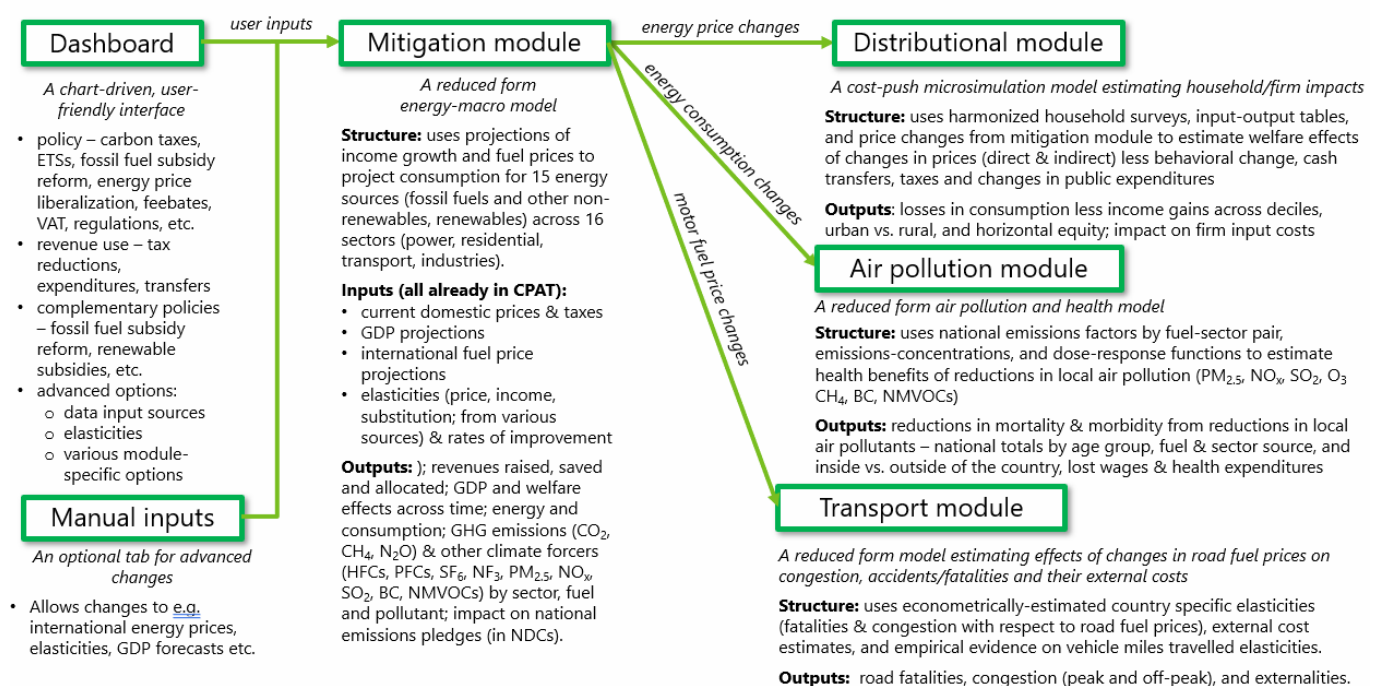 Dashboard
A chart-driven, user-
friendly interface
• policy – carbon taxes,
ETSs, fossil fuel subsidy
reform, energy price
liberalization, feebates,
VAT, regulations, etc.
• revenue use – tax
reductions,
expenditures, transfers
• complementary policies
– fossil fuel subsidy
reform, renewable
subsidies, etc.
• advanced options:
o data input sources
o elasticities
o various module-
specific options
Manual inputs
An optional tab for advanced
changes
• Allows changes to e.g.
international energy prices,
elasticities, GDP forecasts etc.
user inputs
Mitigation module
A reduced form
energy-macro model
Structure: uses projections of
income growth and fuel prices to
project consumption for 15 energy
sources (fossil fuels and other non-
renewables, renewables) across 16
sectors (power, residential,
transport, industries).
Inputs (all already in CPAT):
• current domestic prices & taxes
• GDP projections
• international fuel price
projections
• elasticities (price, income,
substitution; from various
sources) & rates of improvement
Outputs: ); revenues raised, saved
and allocated; GDP and welfare
effects across time; energy and
consumption; GHG emissions (CO₂,
CH₄, N₂O) & other climate forcers
(HFCs, PFCs, SF₆, NF₃, PM₂.₅, NOₓ,
SO₂, BC, NMVOCs) by sector, fuel
and pollutant; impact on national
emissions pledges (in NDCs).
energy price changes
energy consumption changes
motor fuel price changes
Distributional module
A cost-push microsimulation model estimating household/firm impacts
Structure: uses harmonized household surveys, input-output tables,
and price changes from mitigation module to estimate welfare effects
of changes in prices (direct & indirect) less behavioral change, cash
transfers, taxes and changes in public expenditures
Outputs: losses in consumption less income gains across deciles,
urban vs. rural, and horizontal equity; impact on firm input costs
Air pollution module
A reduced form air pollution and health model
Structure: uses national emissions factors by fuel-sector pair,
emissions-concentrations, and dose-response functions to estimate
health benefits of reductions in local air pollution (PM₂.₅, NOₓ, SO₂, O₃
CH₄, BC, NMVOCs)
Outputs: reductions in mortality & morbidity from reductions in local
air pollutants – national totals by age group, fuel & sector source, and
inside vs. outside of the country, lost wages & health expenditures
Transport module
A reduced form model estimating effects of changes in road fuel prices on
congestion, accidents/fatalities and their external costs
Structure: uses econometrically-estimated country specific elasticities
(fatalities & congestion with respect to road fuel prices), external cost
estimates, and empirical evidence on vehicle miles travelled elasticities.
Outputs: road fatalities, congestion (peak and off-peak), and externalities.